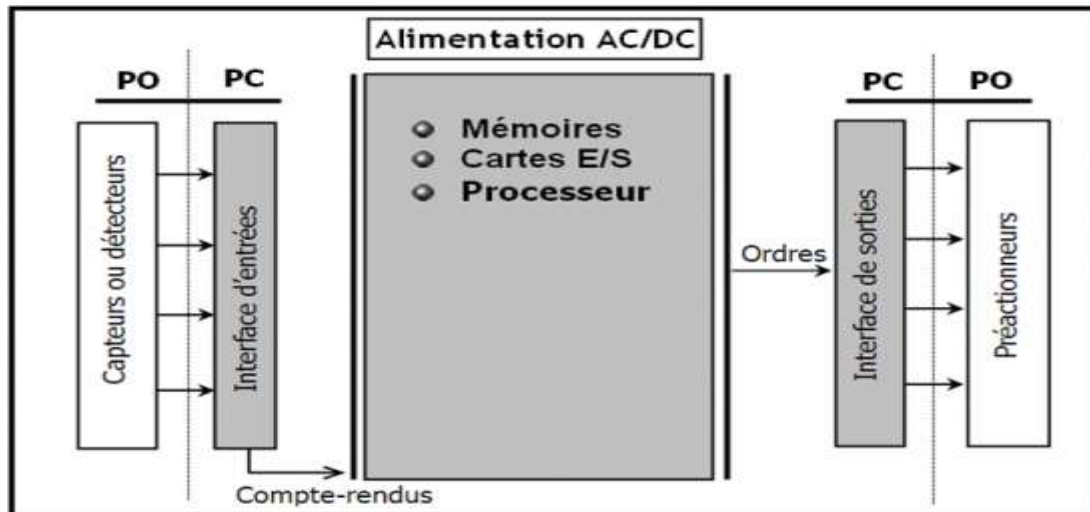 Alimentation AC/DC
PO
PC
Capteurs ou détecteurs
Interface d'entrées
Compte-rendus
Mémoires
Cartes E/S
Processeur
Ordres
PC
PO
Interface de sorties
Préactionneurs